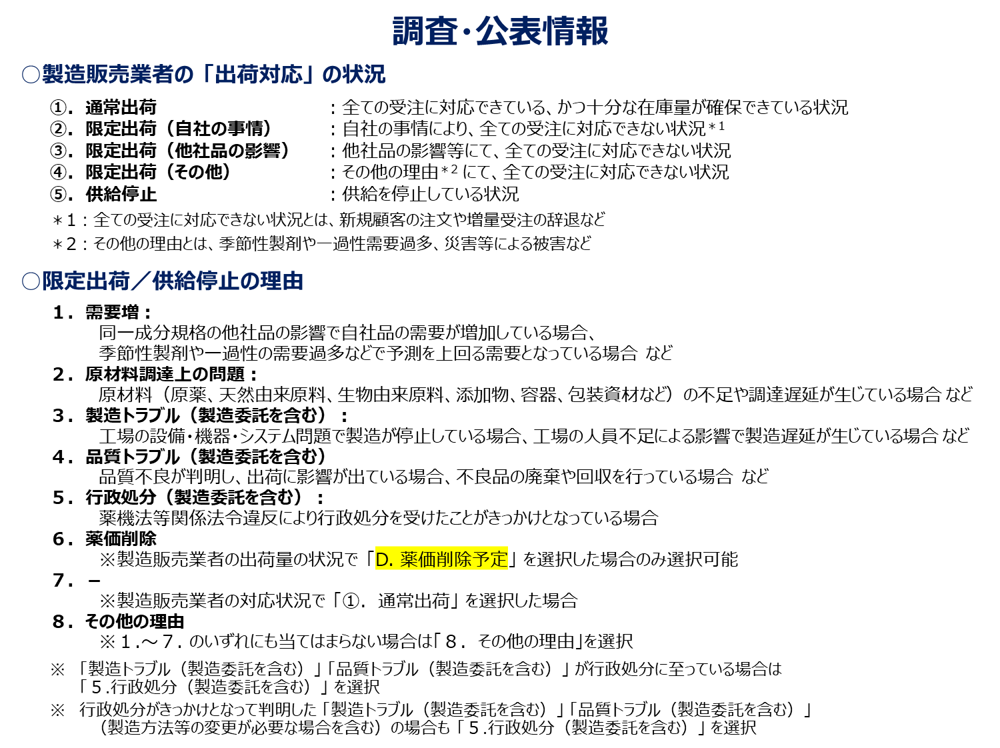 調査・公表情報
○製造販売業者の「出荷対応」の状況
①．通常出荷　：全ての受注に対応できている、かつ十分な在庫量が確保できている状況
②．限定出荷（自社の事情）　：自社の事情により、全ての受注に対応できない状況＊1
③．限定出荷（他社品の影響）　：他社品の影響等にて、全ての受注に対応できない状況
④．限定出荷（その他）　：その他の理由＊2 にて、全ての受注に対応できない状況
⑤．供給停止　：供給を停止している状況
＊１：全ての受注に対応できない状況とは、新規顧客の注文や増量受注の辞退など
＊２：その他の理由とは、季節性製剤や一過性需要過多、災害等による被害など
○限定出荷／供給停止の理由
１．需要増：
同一成分規格の他社品の影響で自社品の需要が増加している場合、
季節性製剤や一過性の需要過多などで予測を上回る需要となっている場合 など
２．原材料調達上の問題：
原材料（原薬、天然由来原料、生物由来原料、添加物、容器、包装資材など）の不足や調達遅延が生じている場合 など
３．製造トラブル（製造委託を含む）：
工場の設備・機器・システム問題で製造が停止している場合、工場の人員不足による影響で製造遅延が生じている場合 など
４．品質トラブル（製造委託を含む）
品質不良が判明し、出荷に影響が出ている場合、不良品の廃棄や回収を行っている場合 など
５．行政処分（製造委託を含む）：
薬機法等関係法令違反により行政処分を受けたことがきっかけとなっている場合
６．薬価削除
※製造販売業者の出荷量の状況で「D. 薬価削除予定」を選択した場合のみ選択可能
７．－
※製造販売業者の対応状況で「①．通常出荷」を選択した場合
８．その他の理由
※１.～７. のいずれにも当てはまらない場合は「８．その他の理由」を選択
※ 「製造トラブル（製造委託を含む）」「品質トラブル（製造委託を含む）」が行政処分に至っている場合は
「５.行政処分（製造委託を含む）」を選択
※ 行政処分がきっかけとなって判明した「製造トラブル（製造委託を含む）」「品質トラブル（製造委託を含む）」
（製造方法等の変更が必要な場合を含む）の場合も「５.行政処分（製造委託を含む）」を選択